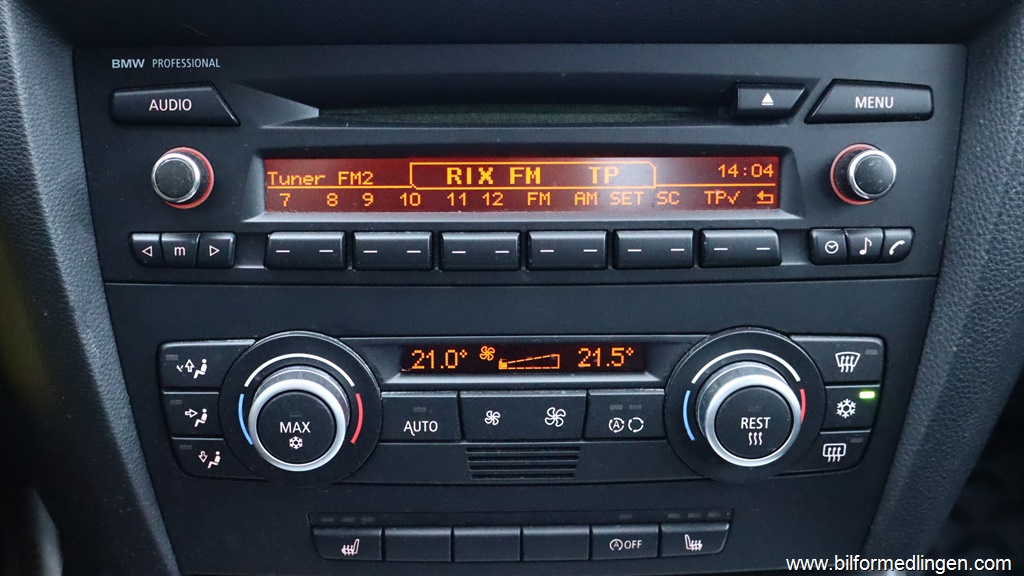 BMW PROFESSIONAL
AUDIO
MENU
Tuner FM2 RIX FM TP 14:04
7 8 9 10 11 12 FM AM SET SC TP✓
m
21.0° 21.5°
MAX
AUTO
A
REST
A OFF
www.bilformedlingen.com